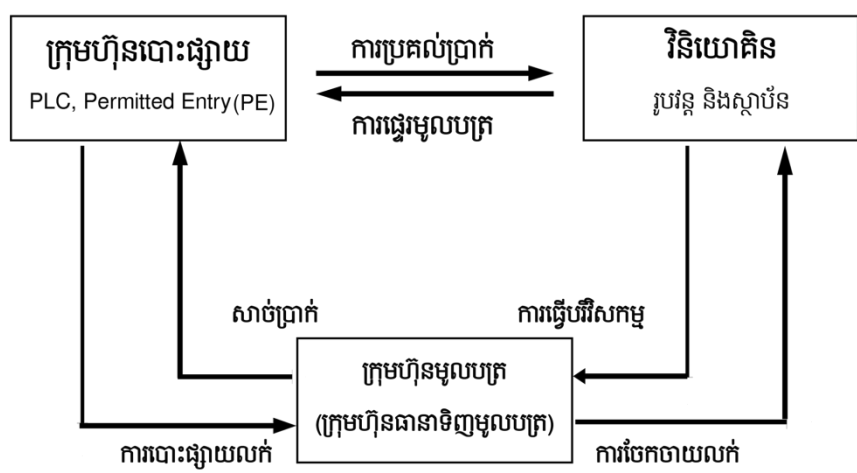 ក្រុមហ៊ុនបោះផ្សាយ
PLC, Permitted Entry(PE)
ការប្រគល់ប្រាក់
ការផ្ទេរមូលបត្រ
វិនិយោគិន
រូបវន្ត និងស្ថាប័ន
សាច់ប្រាក់
ការធ្វើបរិវិសកម្ម
ក្រុមហ៊ុនមូលបត្រ
(ក្រុមហ៊ុនធានាទិញមូលបត្រ)
ការបោះផ្សាយលក់
ការចែកចាយលក់